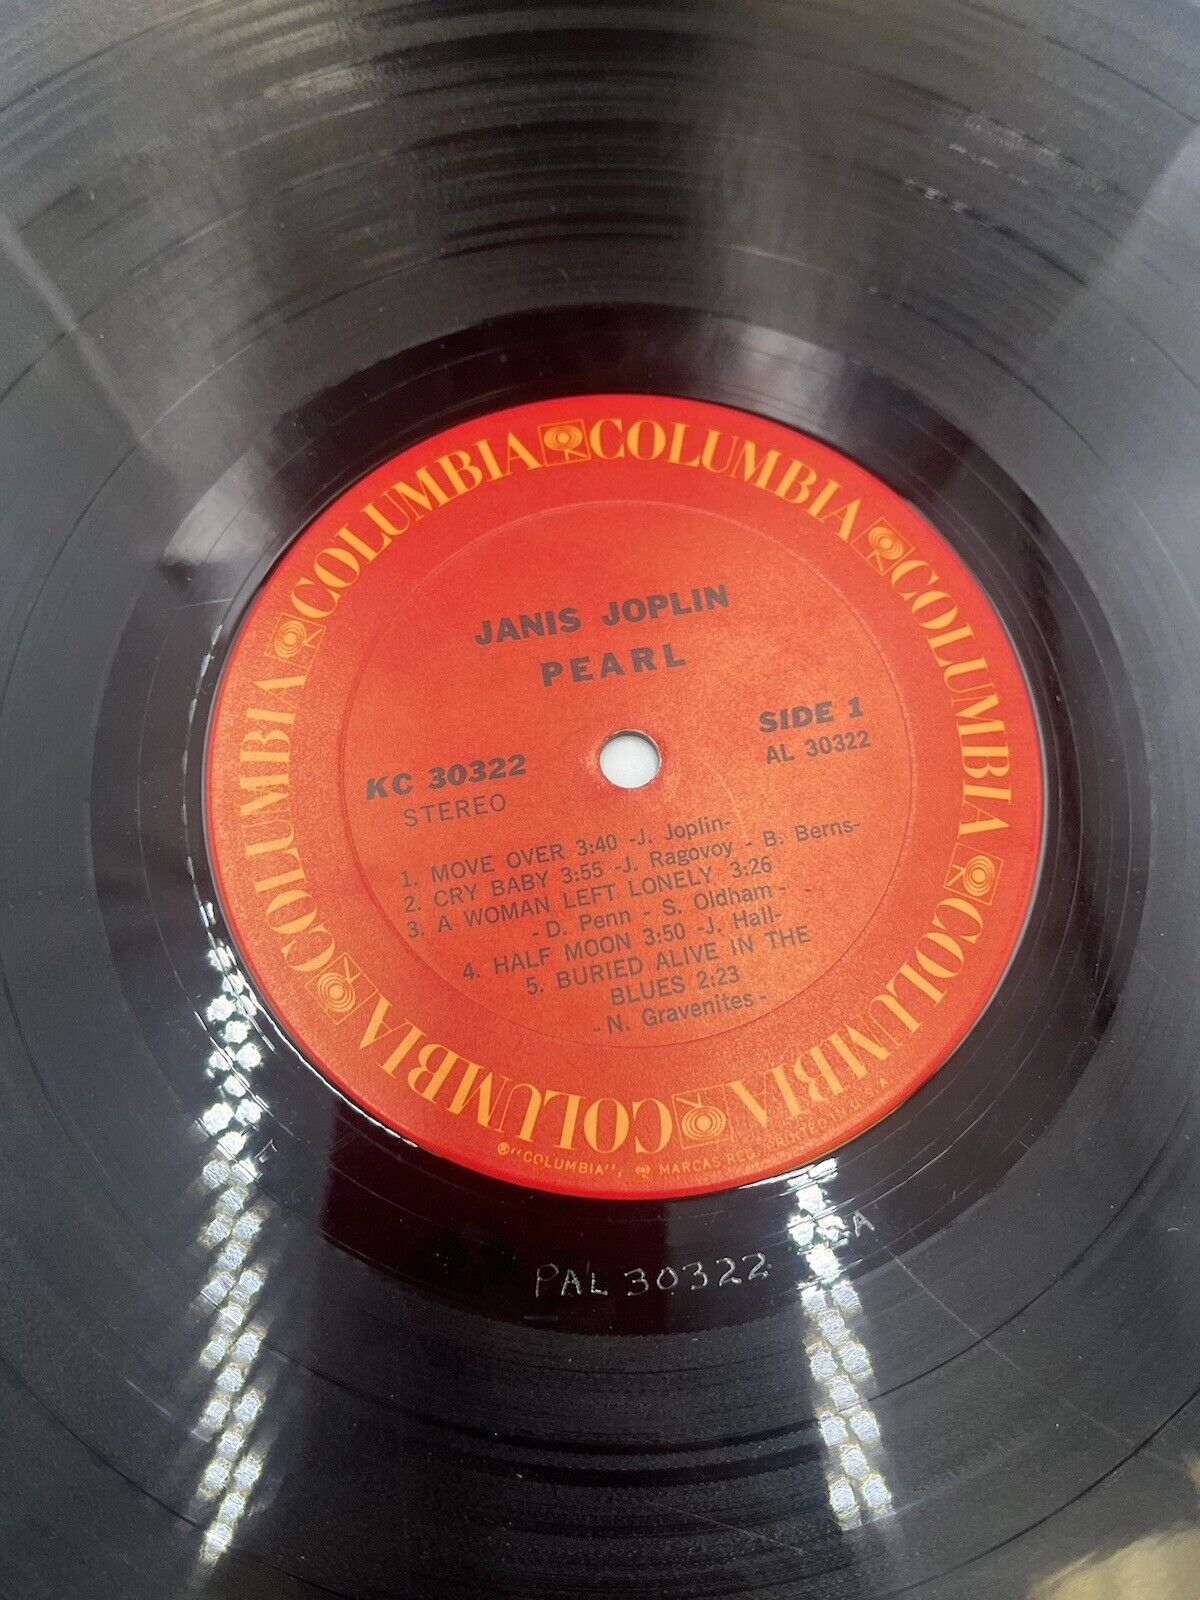 COLUMBIA COLUMBIA COLUMBIA COLUMBIA COLUMBIA COLUMBIA
JANIS JOPLIN
PEARL
SIDE 1
AL 30322
KC 30322
STEREO
1. MOVE OVER 3:40 -J. Joplin-
2. CRY BABY 3:55 -J. Ragovoy - B. Berns-
3. A WOMAN LEFT LONELY 3:26
- D. Penn - S. Oldham -
4. HALF MOON 3:50 -J. Hall-
5. BURIED ALIVE IN THE
BLUES 2:23
- N. Gravenites -
®"COLUMBIA", MARCAS REG. PRINTED IN U.S.A.
PAL 30322 A